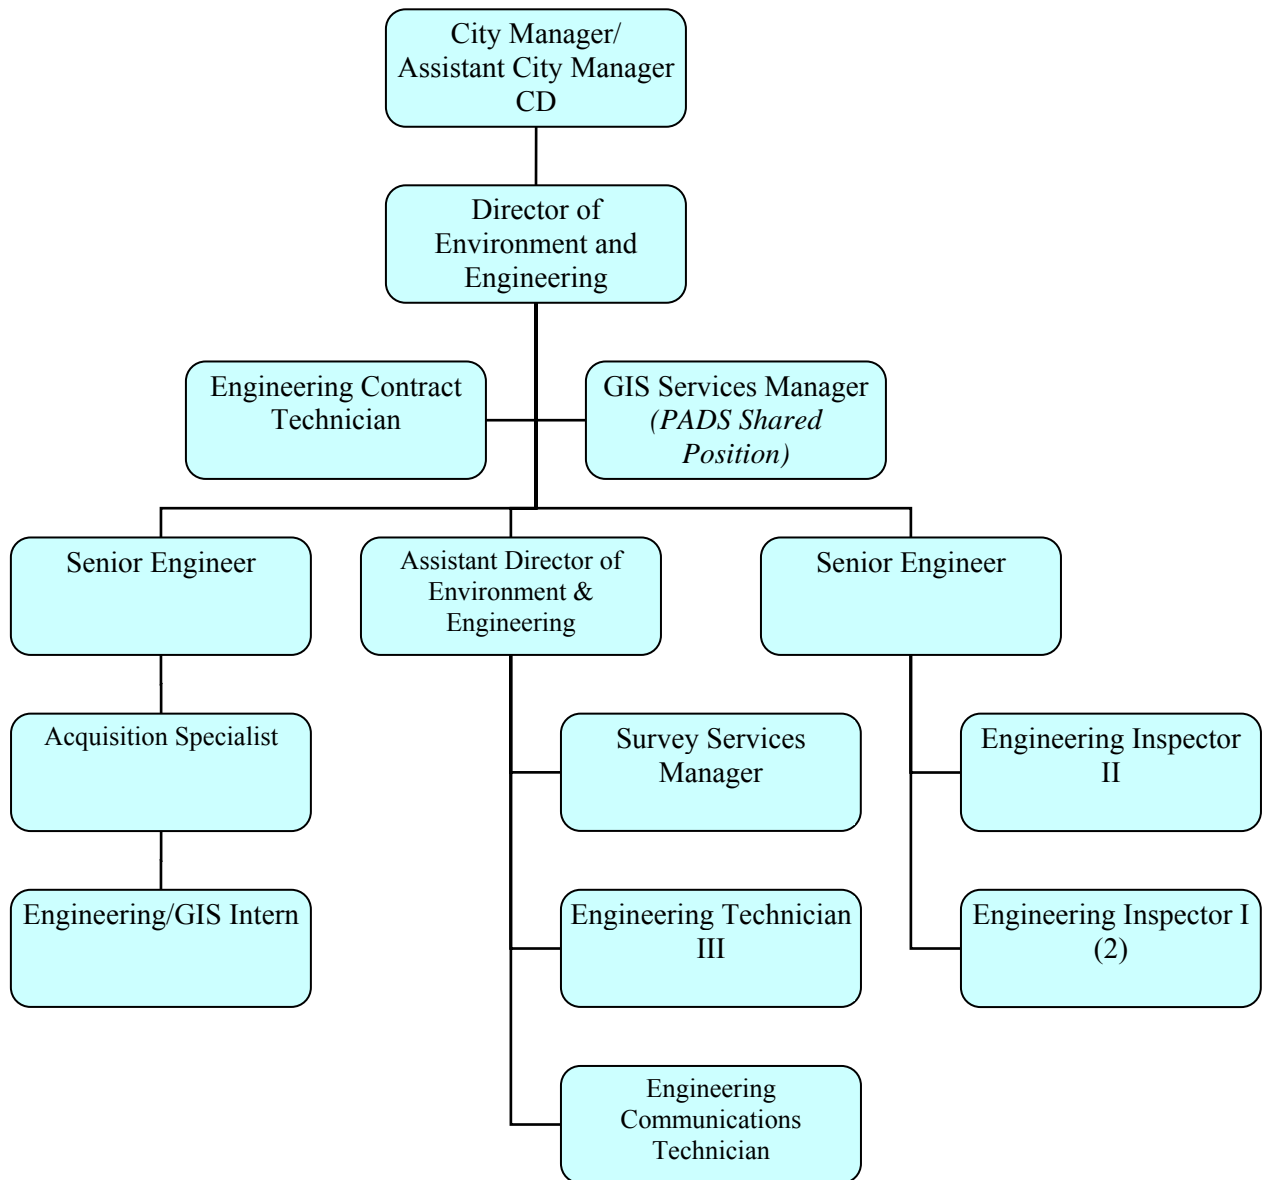 City Manager/
Assistant City Manager
CD
Director of
Environment and
Engineering
Engineering Contract
Technician
GIS Services Manager
(PADS Shared
Position)
Senior Engineer
Assistant Director of
Environment &
Engineering
Senior Engineer
Acquisition Specialist
Survey Services
Manager
Engineering Inspector
II
Engineering/GIS Intern
Engineering Technician
III
Engineering Inspector I
(2)
Engineering
Communications
Technician